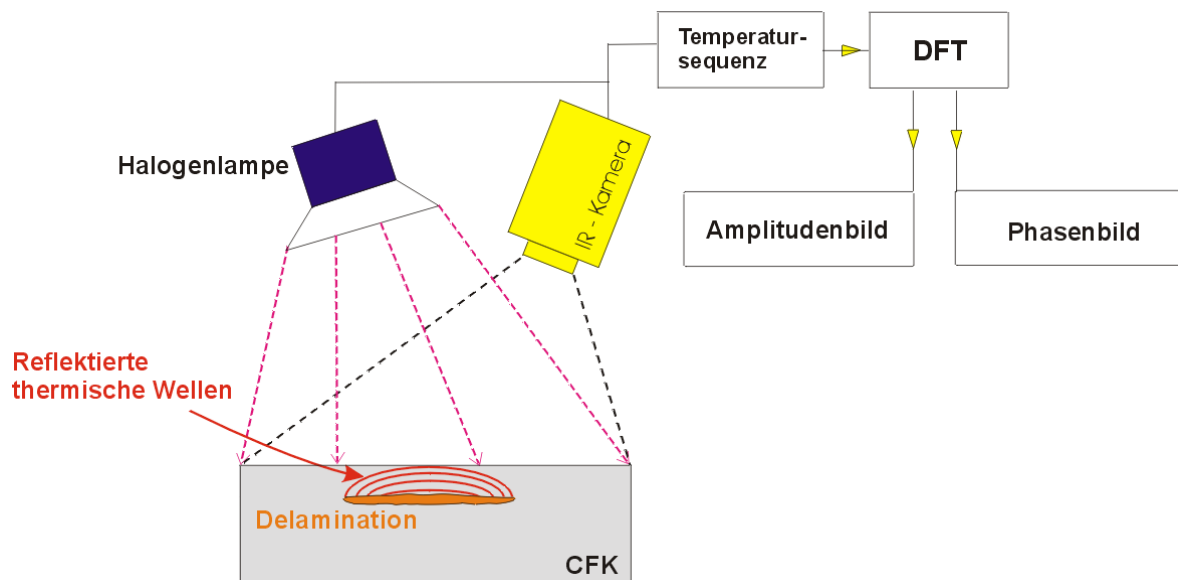 Temperatur-
sequenz
DFT
Halogenlampe
IR - Kamera
Amplitudenbild
Phasenbild
Reflektierte
thermische Wellen
Delamination
CFK